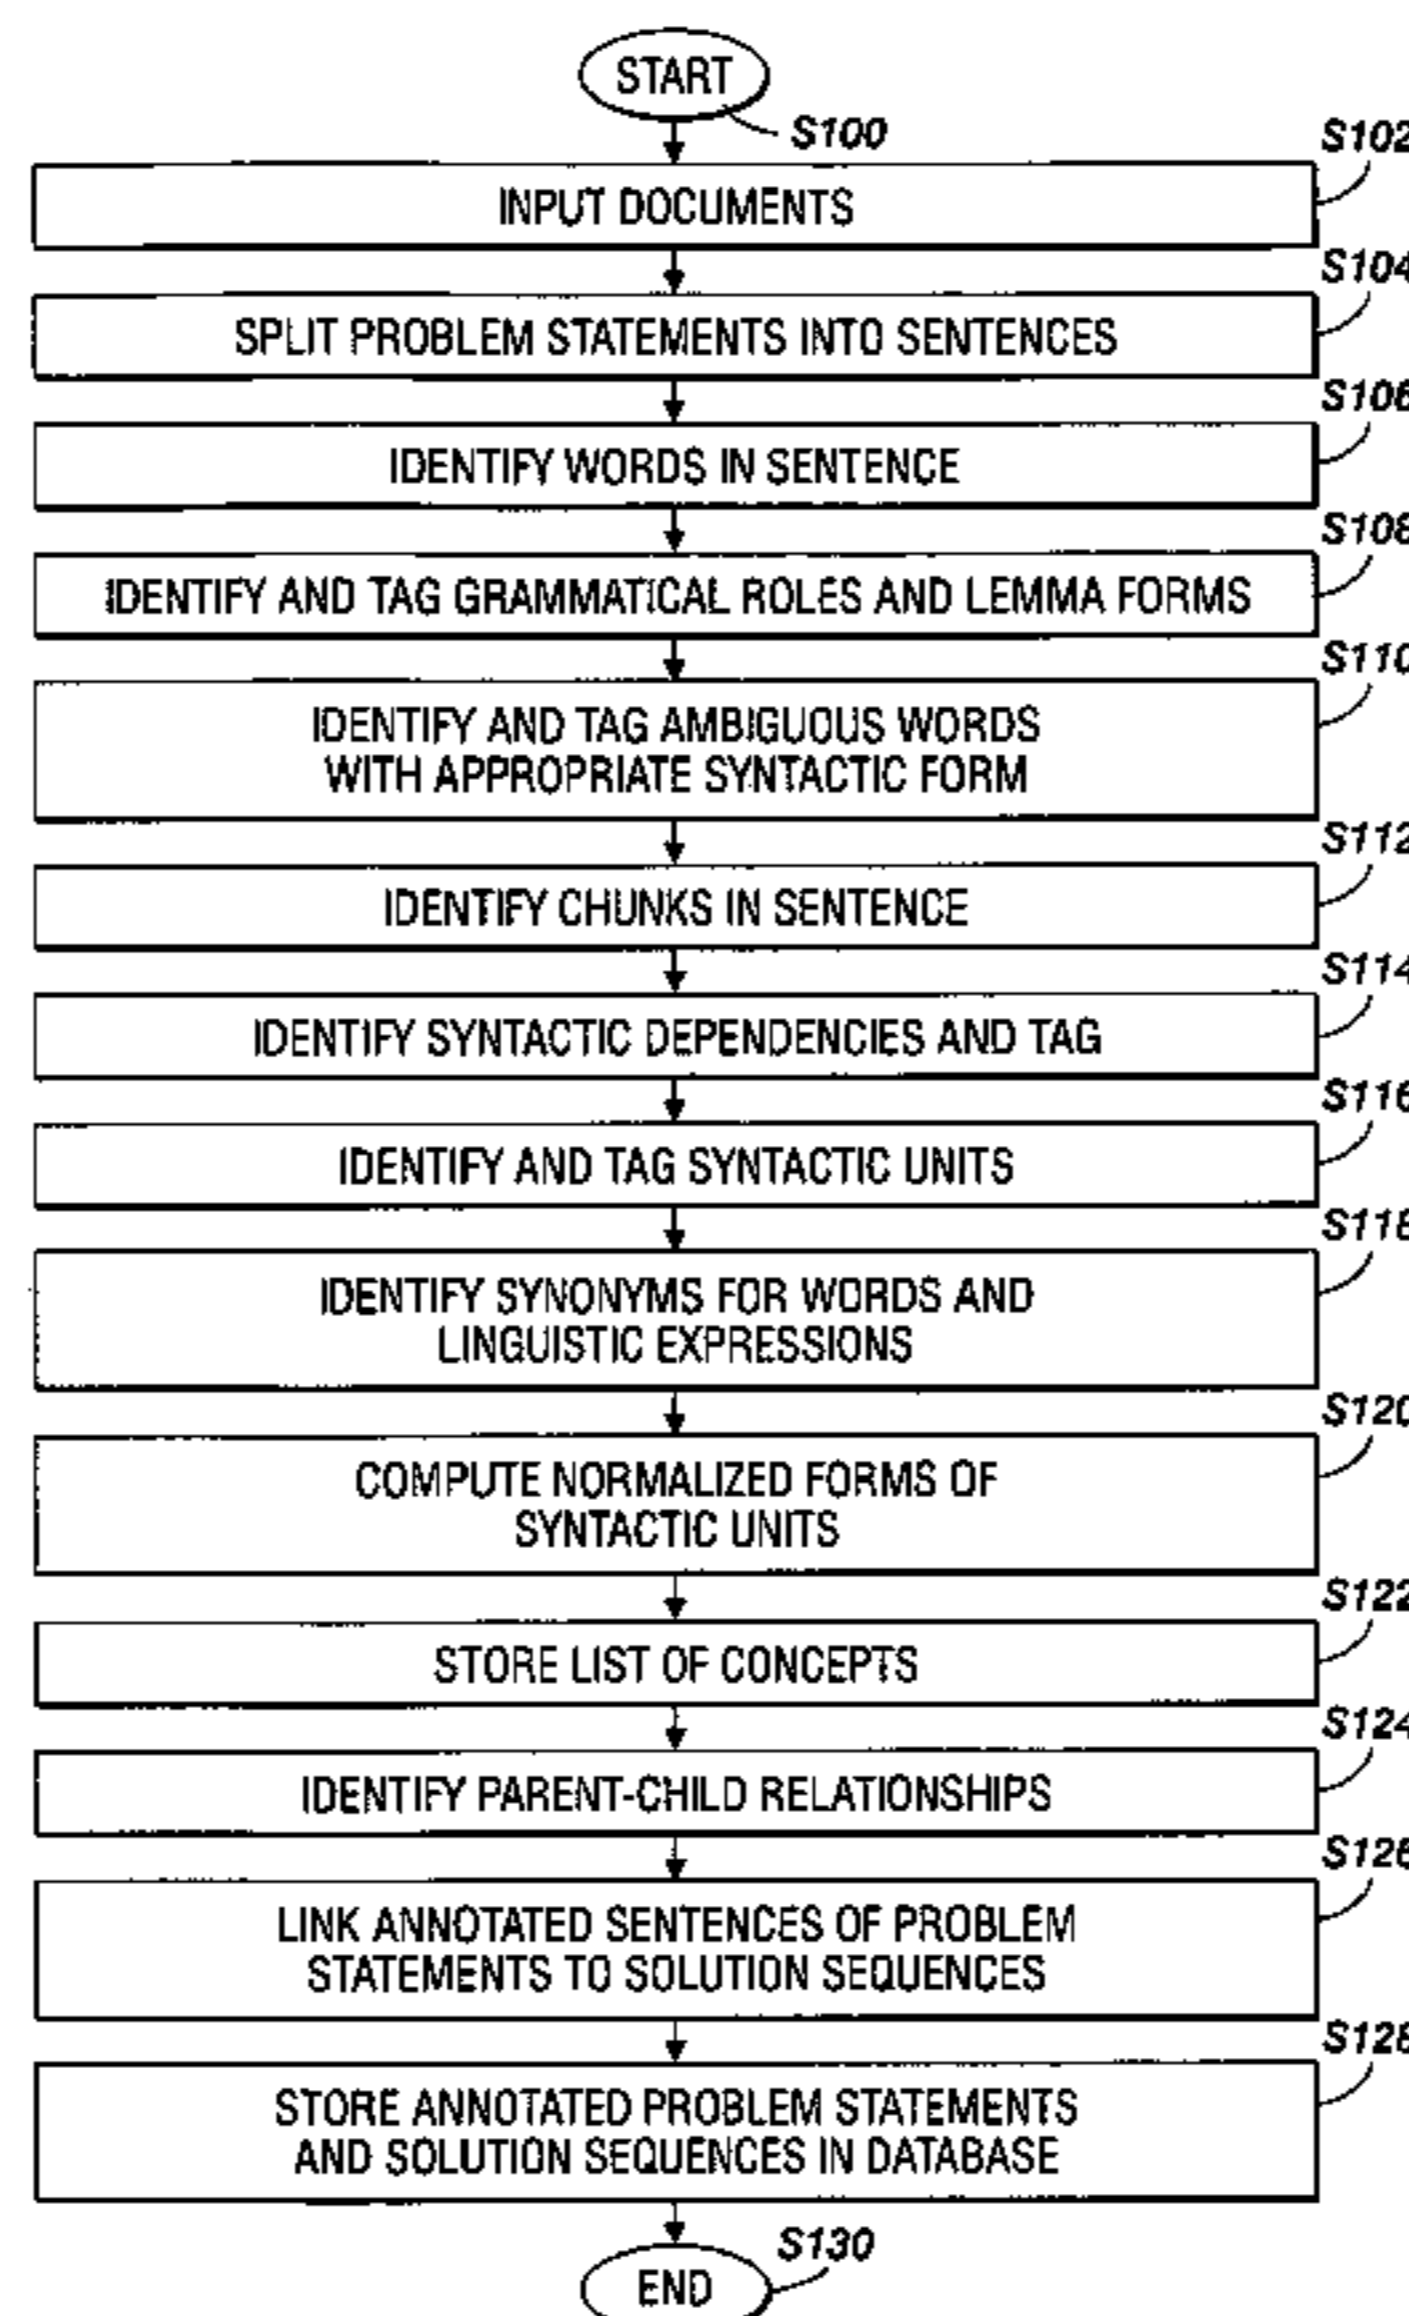 START
S100
S102
INPUT DOCUMENTS
S104
SPLIT PROBLEM STATEMENTS INTO SENTENCES
S106
IDENTIFY WORDS IN SENTENCE
S108
IDENTIFY AND TAG GRAMMATICAL ROLES AND LEMMA FORMS
S110
IDENTIFY AND TAG AMBIGUOUS WORDS
WITH APPROPRIATE SYNTACTIC FORM
S112
IDENTIFY CHUNKS IN SENTENCE
S114
IDENTIFY SYNTACTIC DEPENDENCIES AND TAG
S116
IDENTIFY AND TAG SYNTACTIC UNITS
S118
IDENTIFY SYNONYMS FOR WORDS AND
LINGUISTIC EXPRESSIONS
S120
COMPUTE NORMALIZED FORMS OF
SYNTACTIC UNITS
S122
STORE LIST OF CONCEPTS
S124
IDENTIFY PARENT-CHILD RELATIONSHIPS
S126
LINK ANNOTATED SENTENCES OF PROBLEM
STATEMENTS TO SOLUTION SEQUENCES
S128
STORE ANNOTATED PROBLEM STATEMENTS
AND SOLUTION SEQUENCES IN DATABASE
S130
END